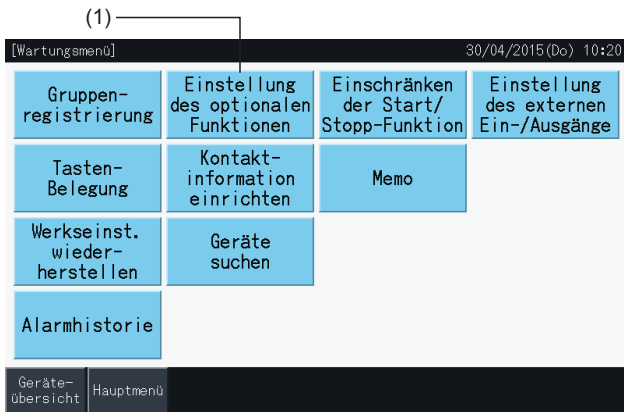 (1)
[Wartungsmenü] 30/04/2015(Do) 10:20
Gruppen-
registrierung
Einstellung
des optionalen
Funktionen
Einschränken
der Start/
Stopp-Funktion
Einstellung
des externen
Ein-/Ausgänge
Tasten-
Belegung
Kontakt-
information
einrichten
Memo
Werkseinst.
wieder-
herstellen
Geräte
suchen
Alarmhistorie
Geräte-
übersicht
Hauptmenü